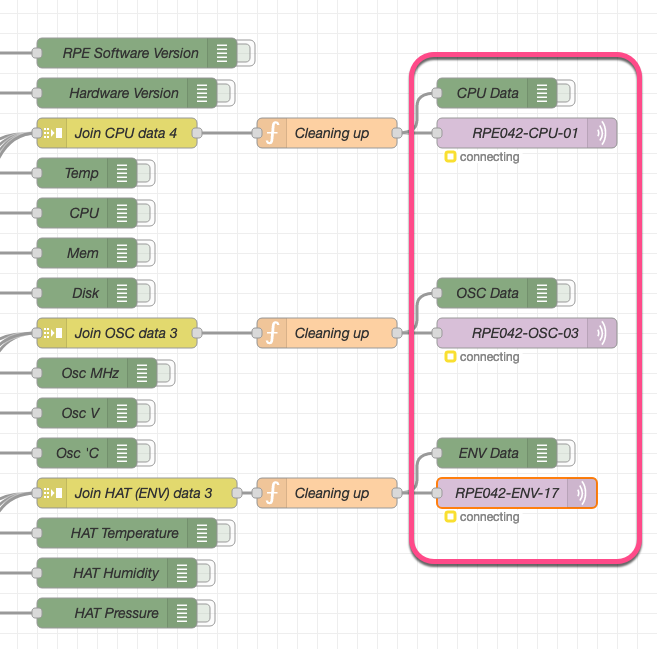 RPE Software Version
Hardware Version
CPU Data
Join CPU data 4
Cleaning up
RPE042-CPU-01
connecting
Temp
CPU
Mem
Disk
OSC Data
Join OSC data 3
Cleaning up
RPE042-OSC-03
connecting
Osc MHz
Osc V
Osc 'C
ENV Data
Join HAT (ENV) data 3
Cleaning up
RPE042-ENV-17
connecting
HAT Temperature
HAT Humidity
HAT Pressure